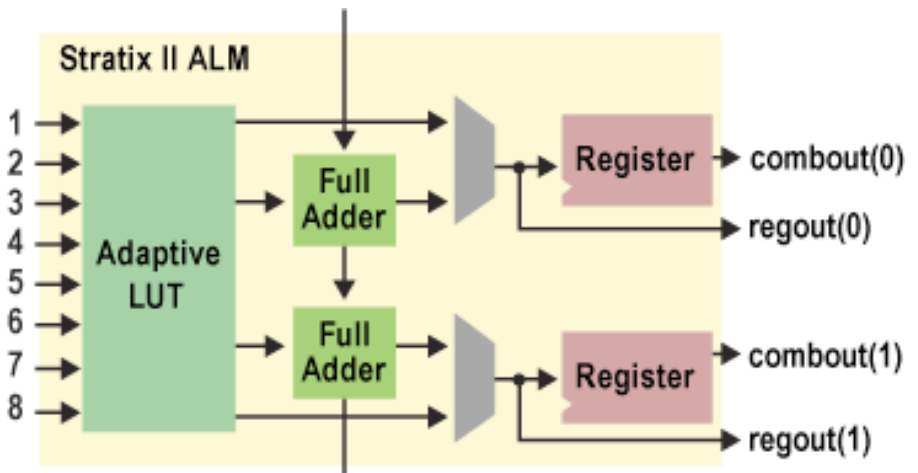 Stratix II ALM
1
2
3
4
5
6
7
8
Adaptive
LUT
Full
Adder
Full
Adder
Register
Register
combout(0)
regout(0)
combout(1)
regout(1)